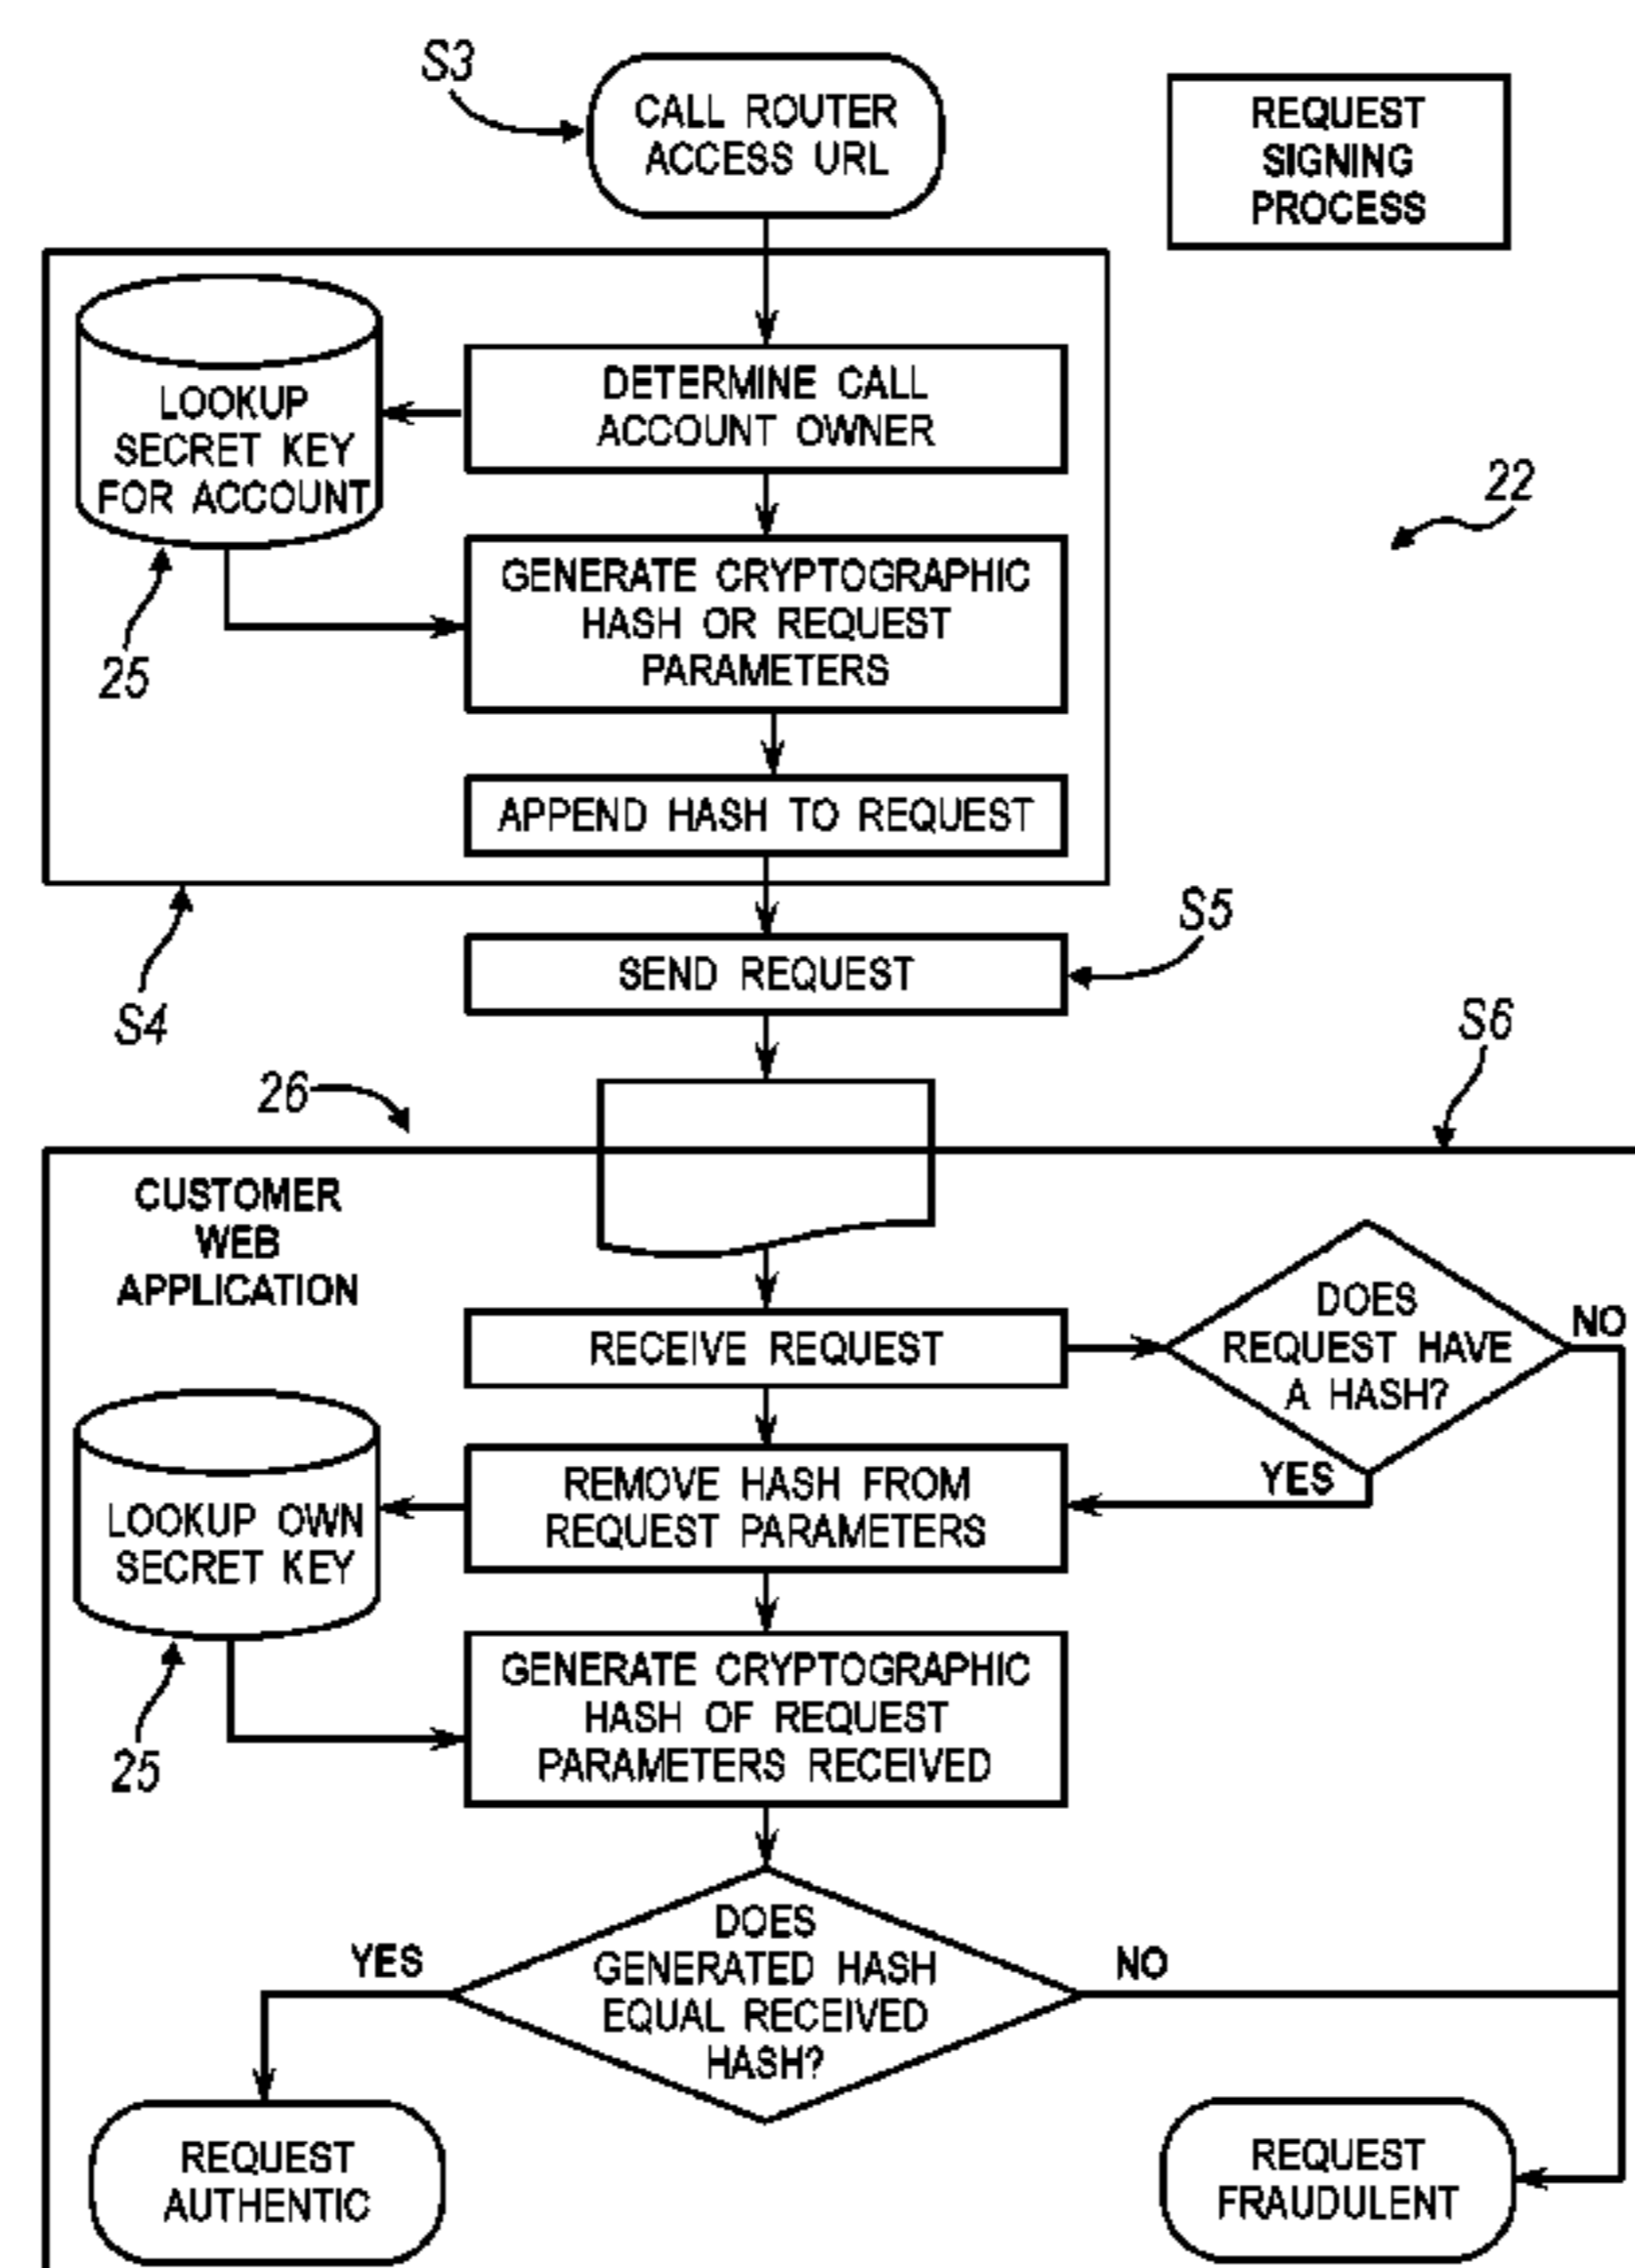 S3
CALL ROUTER
ACCESS URL
REQUEST
SIGNING
PROCESS
LOOKUP
SECRET KEY
FOR ACCOUNT
DETERMINE CALL
ACCOUNT OWNER
22
GENERATE CRYPTOGRAPHIC
HASH OR REQUEST
PARAMETERS
25
APPEND HASH TO REQUEST
S4
SEND REQUEST
S5
26
S6
CUSTOMER
WEB
APPLICATION
RECEIVE REQUEST
DOES
REQUEST HAVE
A HASH?
NO
YES
REMOVE HASH FROM
REQUEST PARAMETERS
LOOKUP OWN
SECRET KEY
25
GENERATE CRYPTOGRAPHIC
HASH OF REQUEST
PARAMETERS RECEIVED
YES
DOES
GENERATED HASH
EQUAL RECEIVED
HASH?
NO
REQUEST
AUTHENTIC
REQUEST
FRAUDULENT